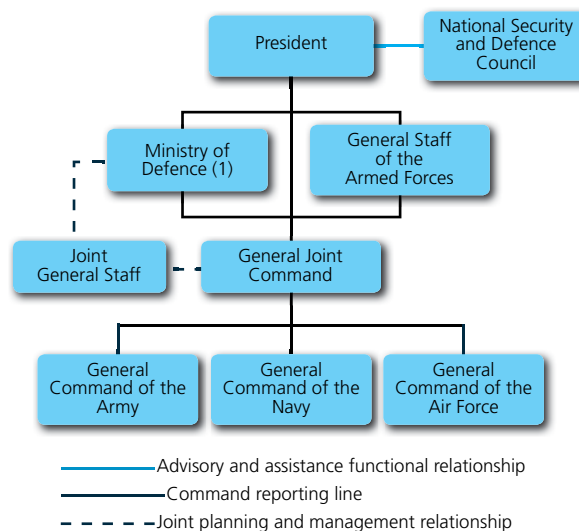 President
National Security
and Defence
Council
Ministry of
Defence (1)
General Staff
of the
Armed Forces
Joint
General Staff
General Joint
Command
General
Command of the
Army
General
Command of the
Navy
General
Command of the
Air Force
Advisory and assistance functional relationship
Command reporting line
Joint planning and management relationship